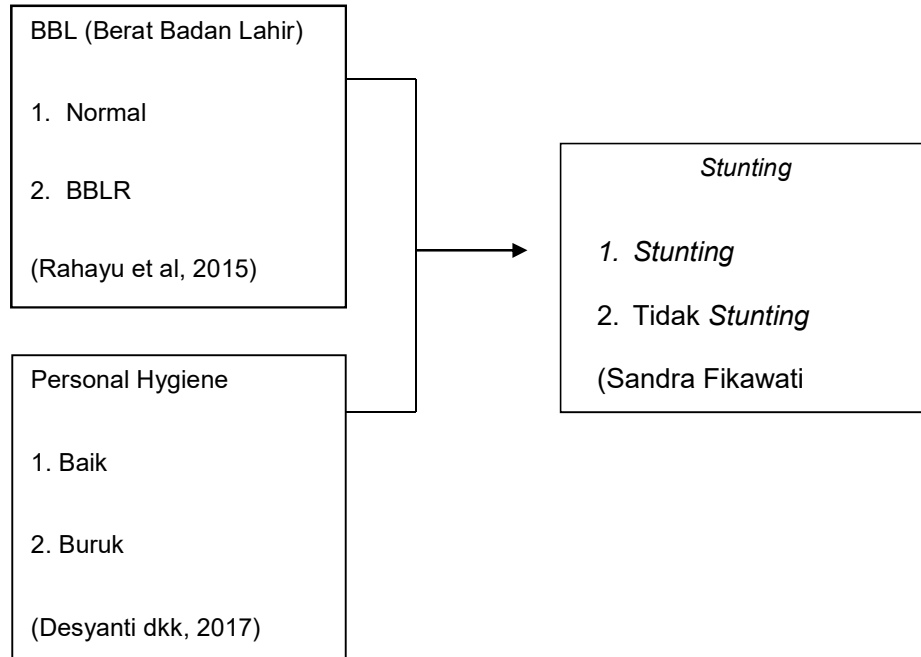 BBL (Berat Badan Lahir)
1. Normal
2. BBLR
(Rahayu et al, 2015)
Personal Hygiene
1. Baik
2. Buruk
(Desyanti dkk, 2017)
Stunting
1. Stunting
2. Tidak Stunting
(Sandra Fikawati